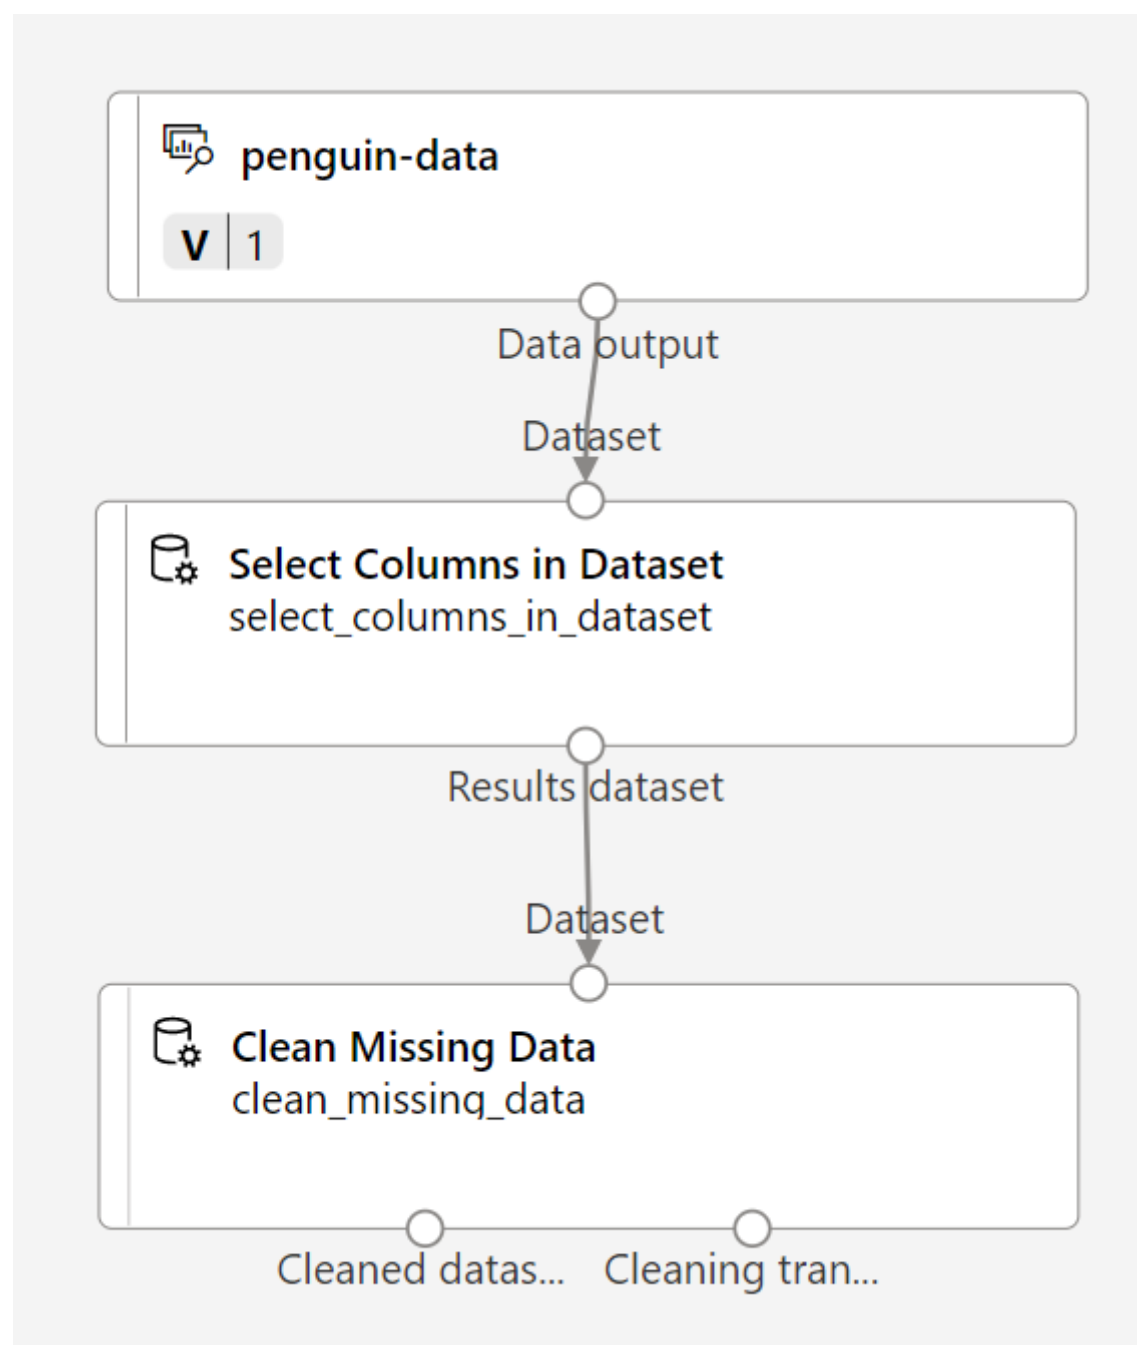 penguin-data
V 1
Data output
Dataset
Select Columns in Dataset
select_columns_in_dataset
Results dataset
Dataset
Clean Missing Data
clean_missing_data
Cleaned datas... Cleaning tran...